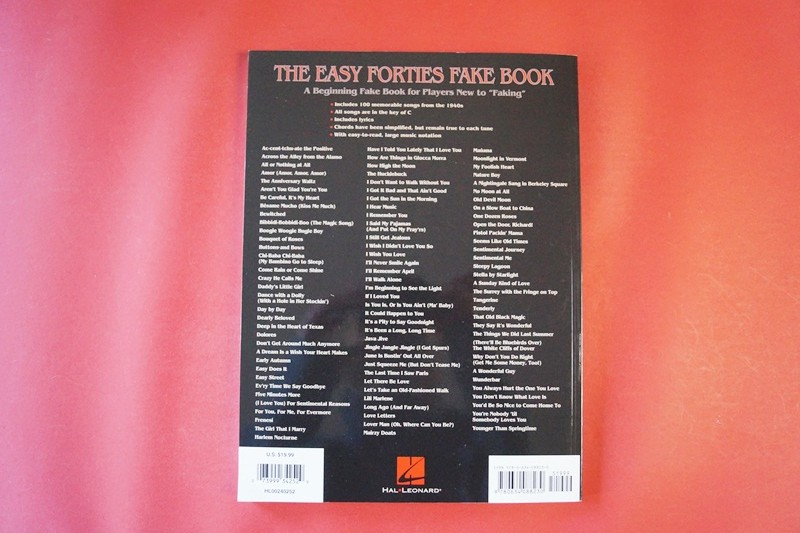 THE EASY FORTIES FAKE BOOK
A Beginning Fake Book for Players New to "Faking"
• Includes 100 memorable songs from the 1940s
• All songs are in the key of C
• Includes lyrics
• Chords have been simplified, but remain true to each tune
• With easy-to-read, large music notation
Ac-cent-tchu-ate the Positive
Across the Alley from the Alamo
All or Nothing at All
Amor (Amor, Amor, Amor)
The Anniversary Waltz
Aren't You Glad You're You
Be Careful, It's My Heart
Bésame Mucho (Kiss Me Much)
Bewitched
Bibbidi-Bobbidi-Boo (The Magic Song)
Boogie Woogie Bugle Boy
Bouquet of Roses
Buttons and Bows
Chi-Baba Chi-Baba
(My Bambino Go to Sleep)
Come Rain or Come Shine
Crazy He Calls Me
Daddy's Little Girl
Dance with a Dolly
(With a Hole in Her Stockin')
Day by Day
Dearly Beloved
Deep in the Heart of Texas
Dolores
Don't Get Around Much Anymore
A Dream Is a Wish Your Heart Makes
Early Autumn
Easy Does It
Easy Street
Ev'ry Time We Say Goodbye
Five Minutes More
(I Love You) For Sentimental Reasons
For You, For Me, For Evermore
Frenesí
The Girl That I Marry
Harlem Nocturne
Have I Told You Lately That I Love You
How Are Things in Glocca Morra
How High the Moon
The Hucklebuck
I Don't Want to Walk Without You
I Got It Bad and That Ain't Good
I Got the Sun in the Morning
I Hear Music
I Remember You
I Said My Pajamas
(And Put On My Pray'rs)
I Still Get Jealous
I Wish I Didn't Love You So
I Wish You Love
I'll Never Smile Again
I'll Remember April
I'll Walk Alone
I'm Beginning to See the Light
If I Loved You
Is You Is, Or Is You Ain't (Ma' Baby)
It Could Happen to You
It's a Pity to Say Goodnight
It's Been a Long, Long Time
Java Jive
Jingle Jangle Jingle (I Got Spurs)
June Is Bustin' Out All Over
Just Squeeze Me (But Don't Tease Me)
The Last Time I Saw Paris
Let There Be Love
Let's Take an Old-Fashioned Walk
Lili Marlene
Long Ago (And Far Away)
Love Letters
Lover Man (Oh, Where Can You Be?)
Mairzy Doats
Mañana
Moonlight in Vermont
My Foolish Heart
Nature Boy
A Nightingale Sang in Berkeley Square
No Moon at All
Old Devil Moon
On a Slow Boat to China
One Dozen Roses
Open the Door, Richard!
Pistol Packin' Mama
Seems Like Old Times
Sentimental Journey
Sentimental Me
Sleepy Lagoon
Stella by Starlight
A Sunday Kind of Love
The Surrey with the Fringe on Top
Tangerine
Tenderly
That Old Black Magic
They Say It's Wonderful
The Things We Did Last Summer
(There'll Be Bluebirds Over)
The White Cliffs of Dover
Why Don't You Do Right
(Get Me Some Money, Too!)
A Wonderful Guy
Wunderbar
You Always Hurt the One You Love
You Don't Know What Love Is
You'd Be So Nice to Come Home To
You're Nobody 'til
Somebody Loves You
Younger Than Springtime
U.S. $19.99
HL00240252
HAL•LEONARD®